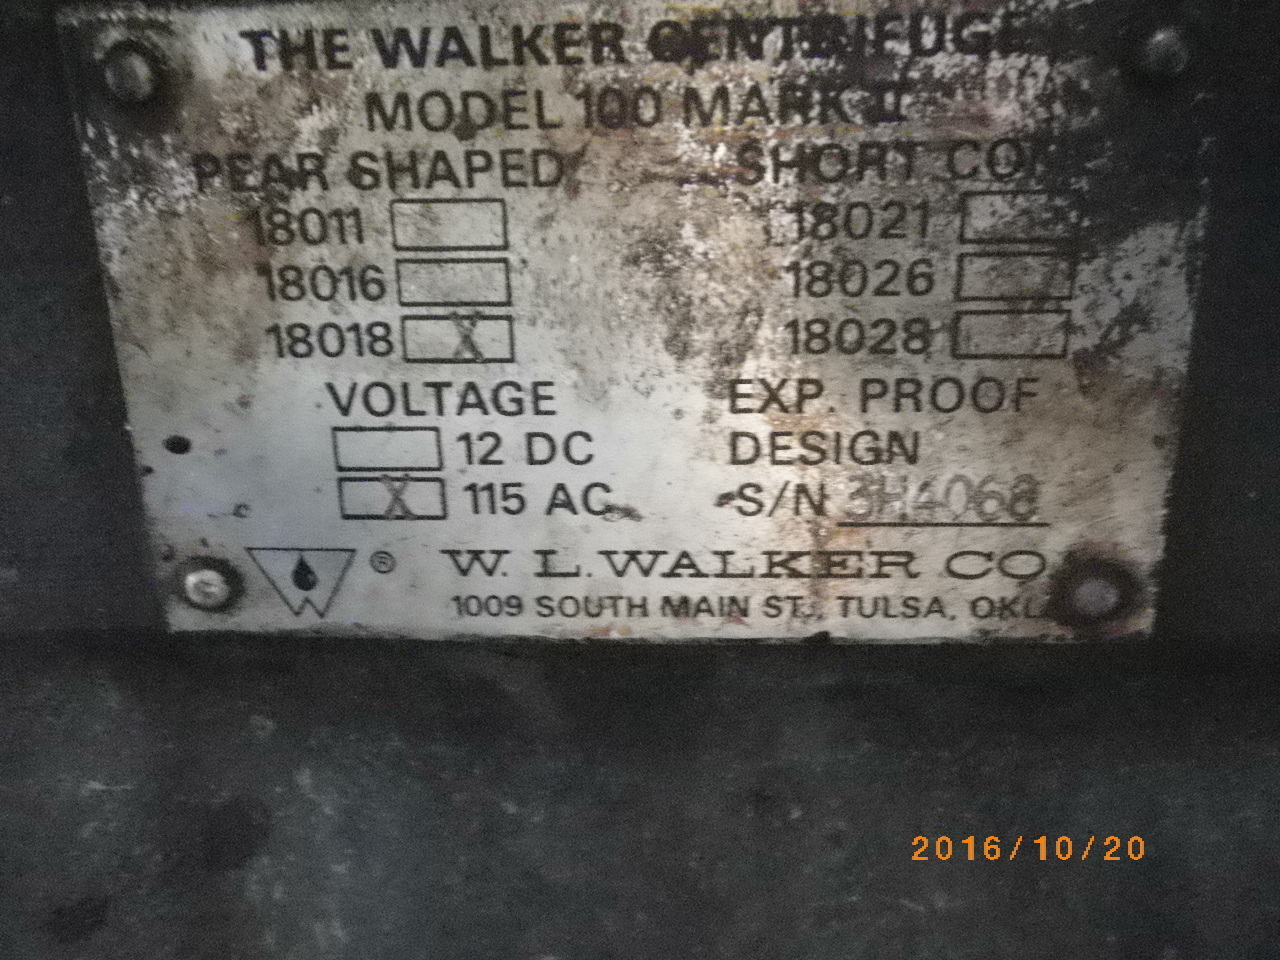 THE WALKER CENTRIFUGE
MODEL 100 MARK II
PEAR SHAPED SHORT CONE
18011 18021
18016 18026
18018 X 18028
VOLTAGE EXP. PROOF
12 DC DESIGN
X 115 AC S/N 3H4068
W ® W. L. WALKER CO
1009 SOUTH MAIN ST., TULSA, OKL
2016/10/20